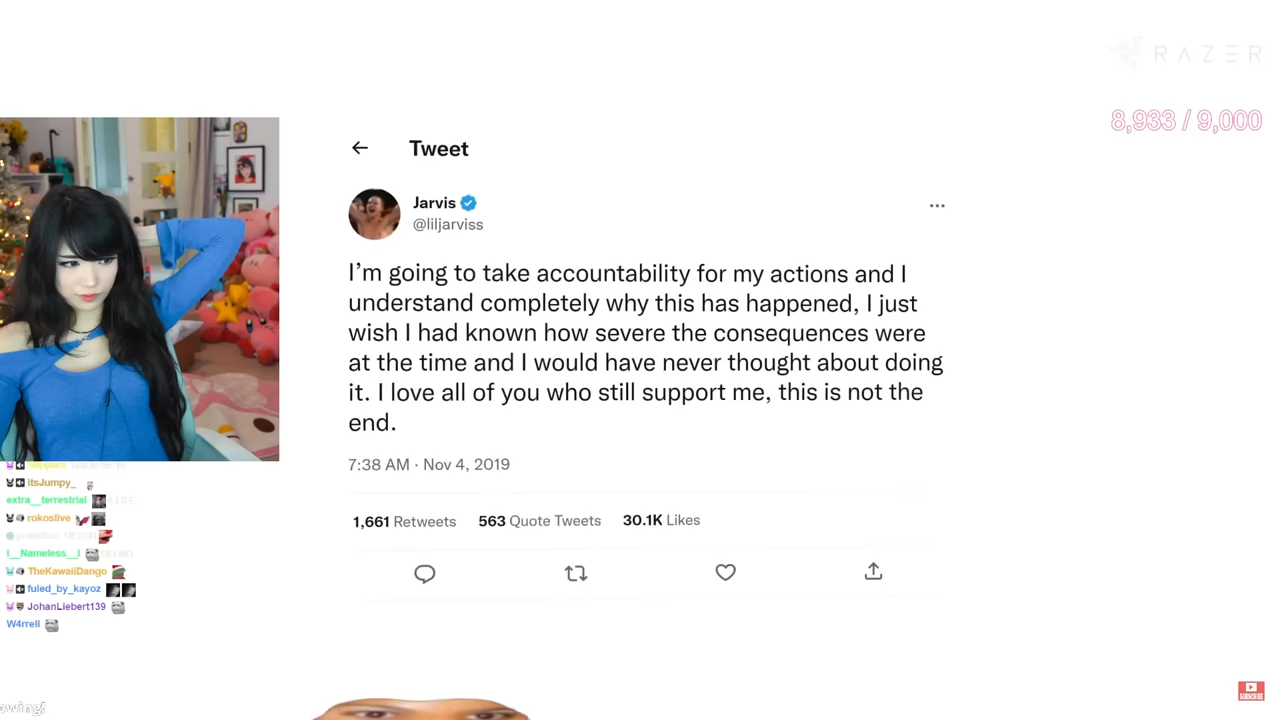 RAZER
8,933 / 9,000
Tweet
Jarvis
@liljarviss
I’m going to take accountability for my actions and I
understand completely why this has happened, I just
wish I had known how severe the consequences were
at the time and I would have never thought about doing
it. I love all of you who still support me, this is not the
end.
7:38 AM · Nov 4, 2019
1,661 Retweets 563 Quote Tweets 30.1K Likes
itsJumpy_
extra__terrestrial
rokoslive
I__Nameless__I
TheKawaiiDango
fuled_by_kayoz
JohanLiebert139
W4rrell
owing!
SUBSCRIBE